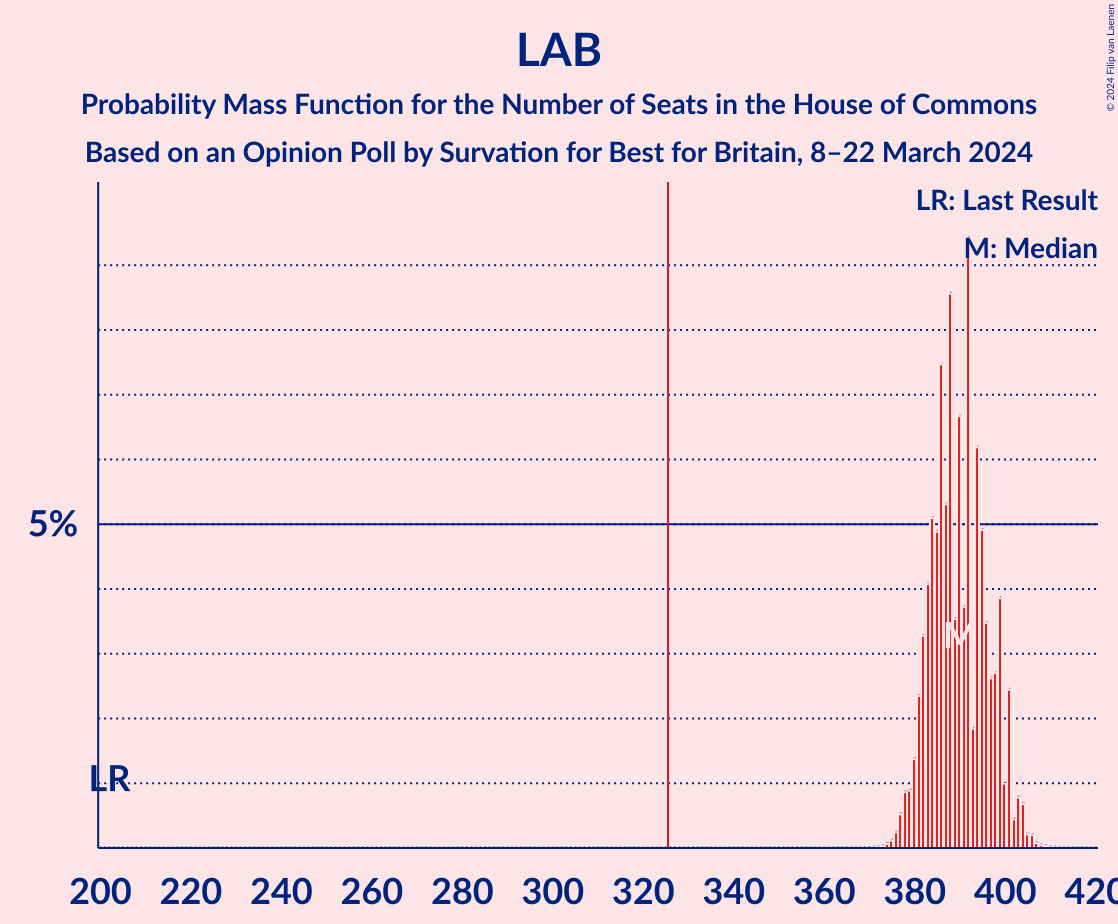 LAB
Probability Mass Function for the Number of Seats in the House of Commons
Based on an Opinion Poll by Survation for Best for Britain, 8–22 March 2024
© 2024 Filip van Laenen
LR: Last Result
M: Median
5%
M
LR
200 220 240 260 280 300 320 340 360 380 400 420